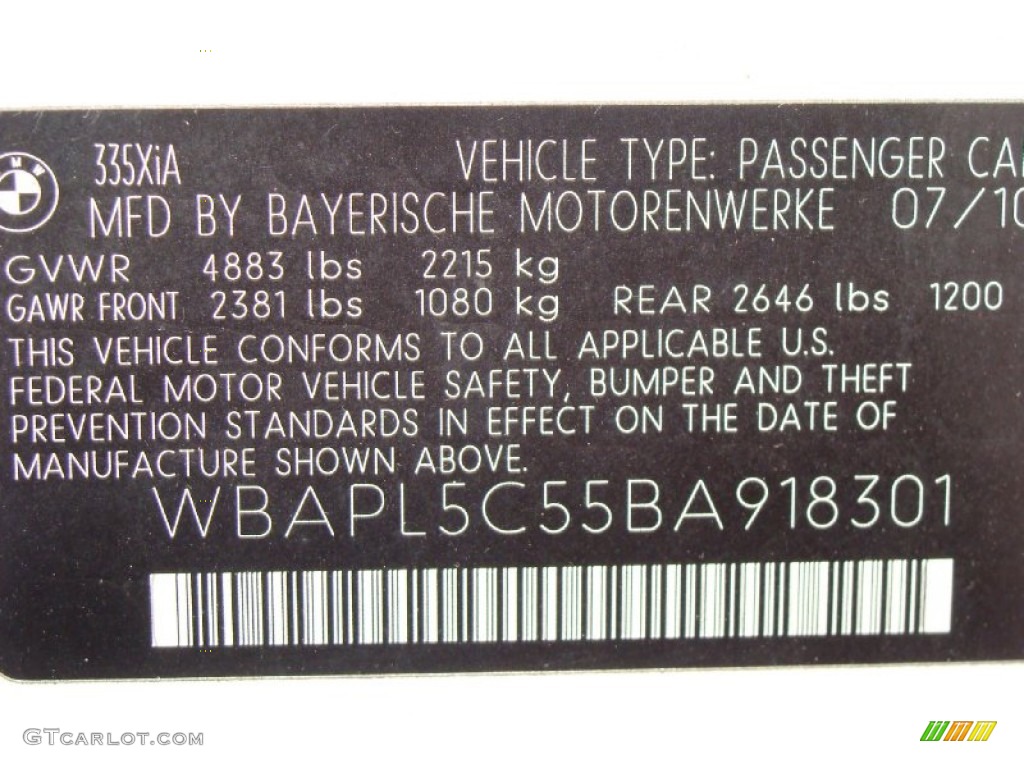 BMW
335XiA VEHICLE TYPE: PASSENGER CA
MFD BY BAYERISCHE MOTORENWERKE 07/10
GVWR 4883 lbs 2215 kg
GAWR FRONT 2381 lbs 1080 kg REAR 2646 lbs 1200
THIS VEHICLE CONFORMS TO ALL APPLICABLE U.S.
FEDERAL MOTOR VEHICLE SAFETY, BUMPER AND THEFT
PREVENTION STANDARDS IN EFFECT ON THE DATE OF
MANUFACTURE SHOWN ABOVE.
WBAPL5C55BA918301
GTCARLOT.COM